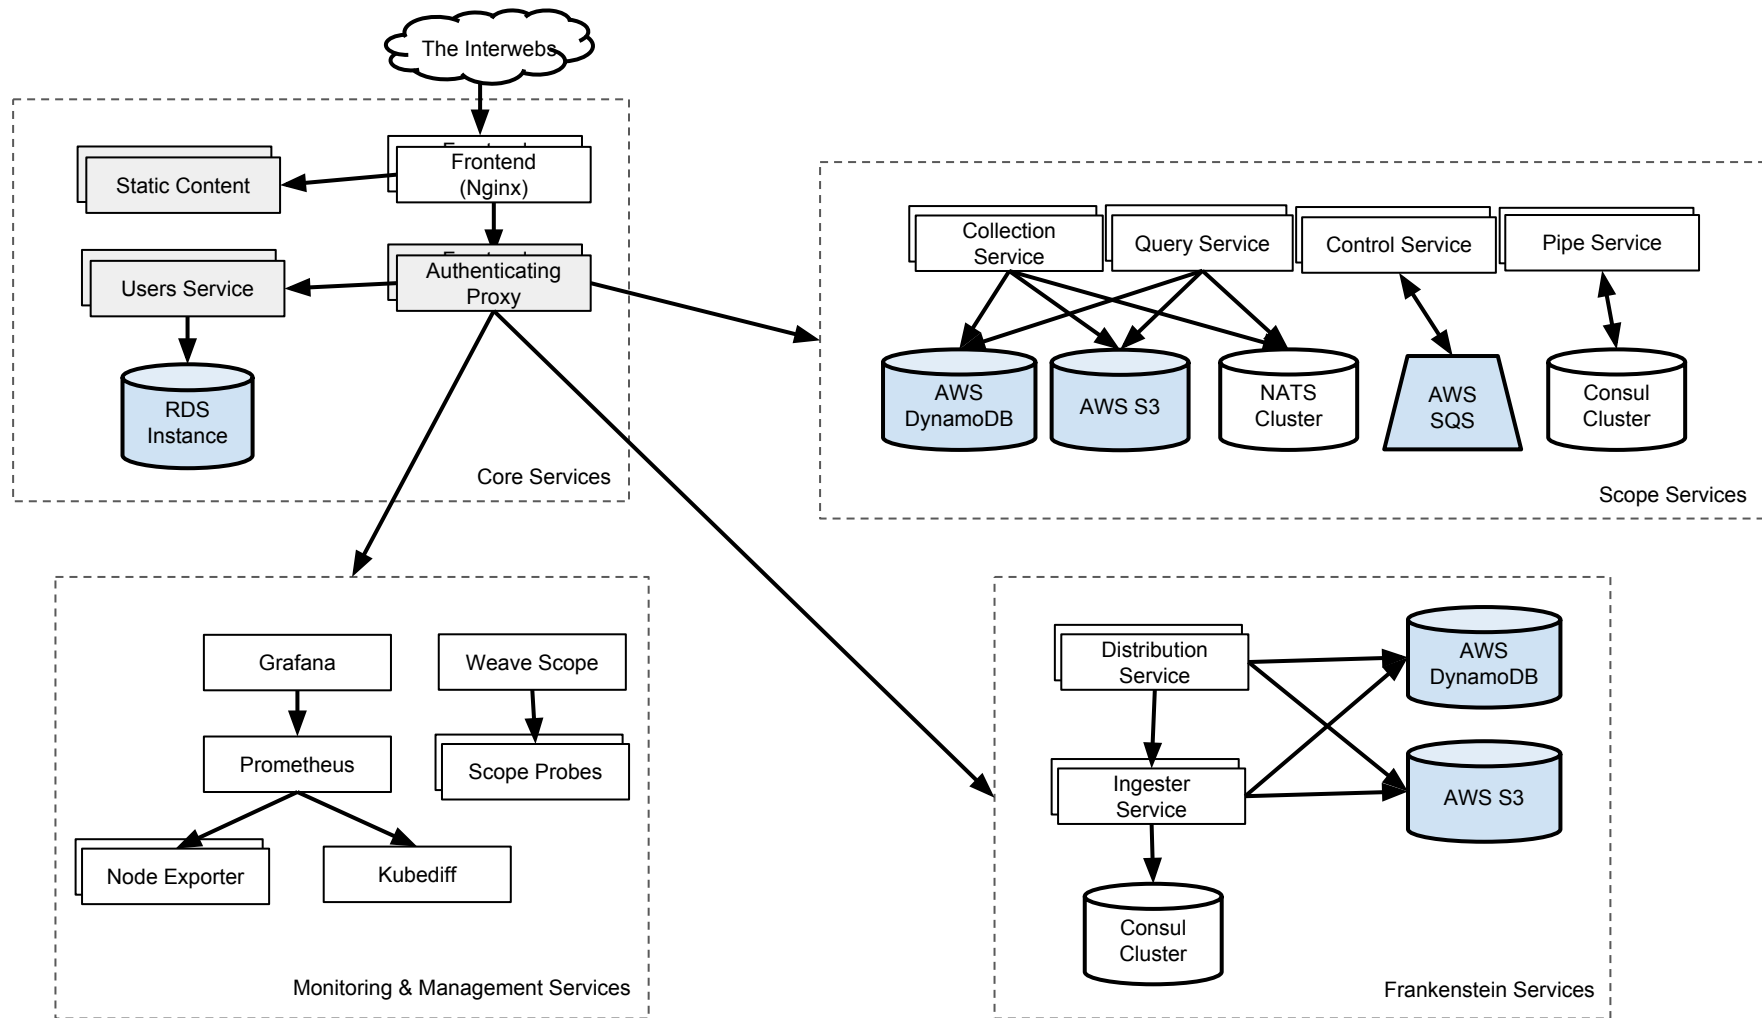 The Interwebs
Frontend
(Nginx)
Static Content
Authenticating
Proxy
Users Service
RDS
Instance
Core Services
Collection
Service
Query Service
Control Service
Pipe Service
AWS
DynamoDB
AWS S3
NATS
Cluster
AWS
SQS
Consul
Cluster
Scope Services
Grafana
Weave Scope
Prometheus
Scope Probes
Node Exporter
Kubediff
Monitoring & Management Services
Distribution
Service
AWS
DynamoDB
Ingester
Service
AWS S3
Consul
Cluster
Frankenstein Services